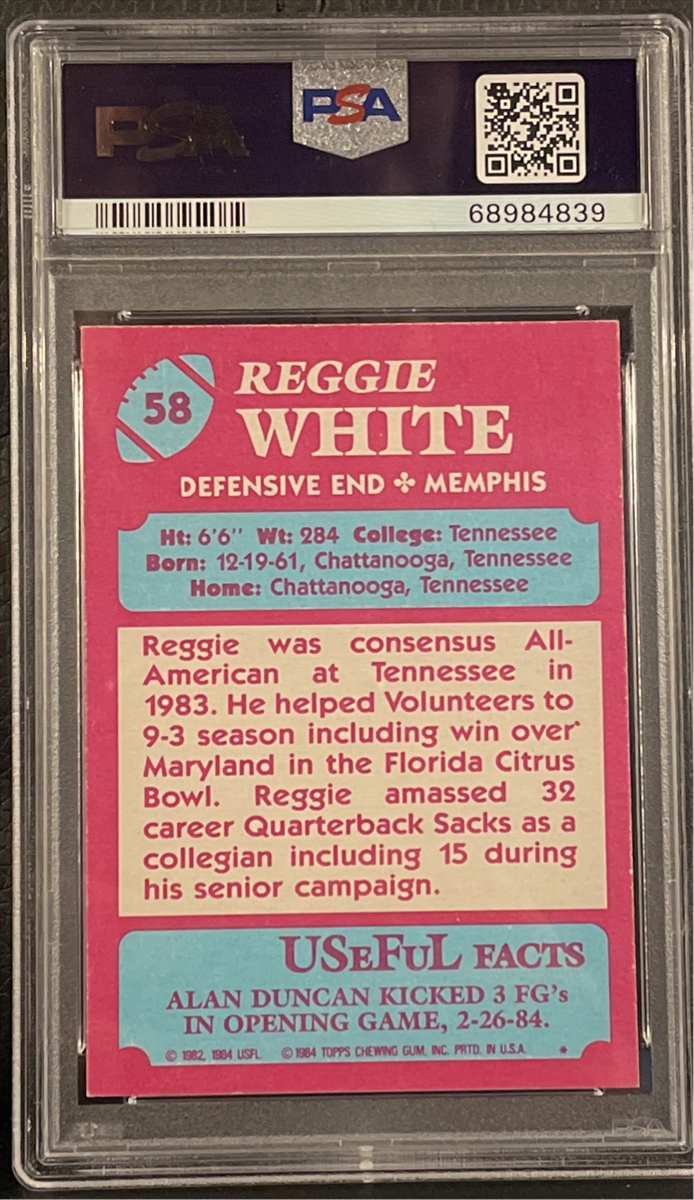 PSA
PSA
68984839
58
REGGIE
WHITE
DEFENSIVE END ✤ MEMPHIS
Ht: 6'6" Wt: 284 College: Tennessee
Born: 12-19-61, Chattanooga, Tennessee
Home: Chattanooga, Tennessee
Reggie was consensus All-
American at Tennessee in
1983. He helped Volunteers to
9-3 season including win over
Maryland in the Florida Citrus
Bowl. Reggie amassed 32
career Quarterback Sacks as a
collegian including 15 during
his senior campaign.
USeFuL FACTS
ALAN DUNCAN KICKED 3 FG's
IN OPENING GAME, 2-26-84.
© 1982, 1984 USFL. © 1984 TOPPS CHEWING GUM, INC. PRTD. IN U.S.A. *
PSA